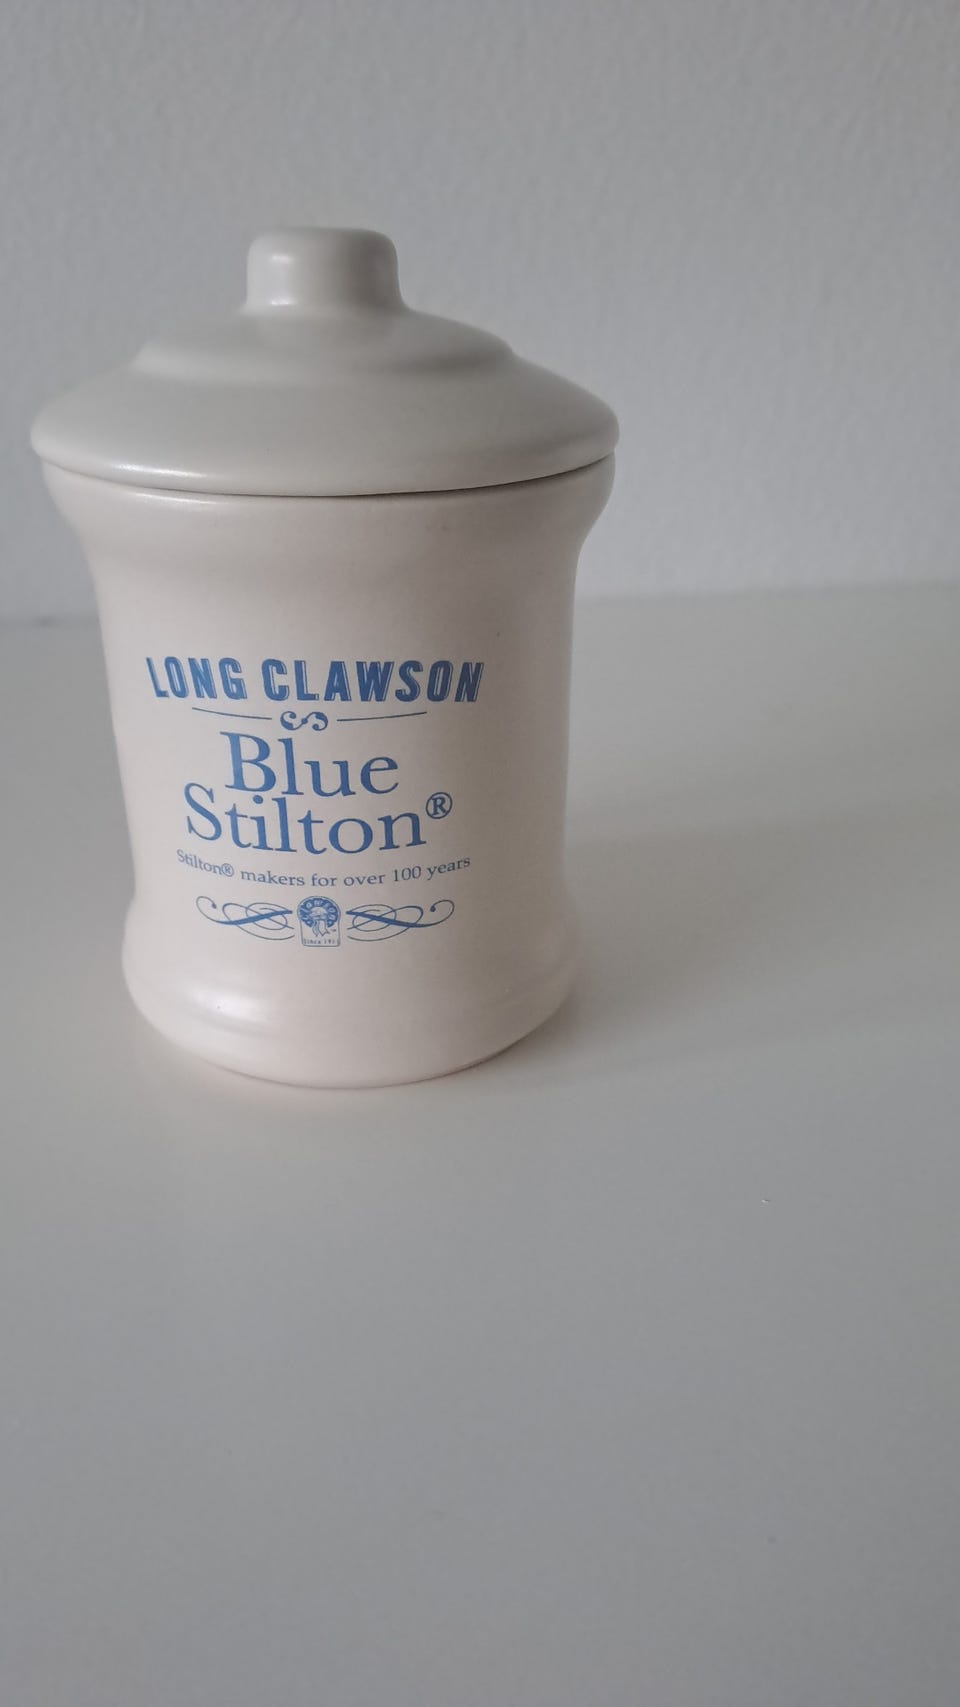 LONG CLAWSON
Blue
Stilton®
Stilton® makers for over 100 years